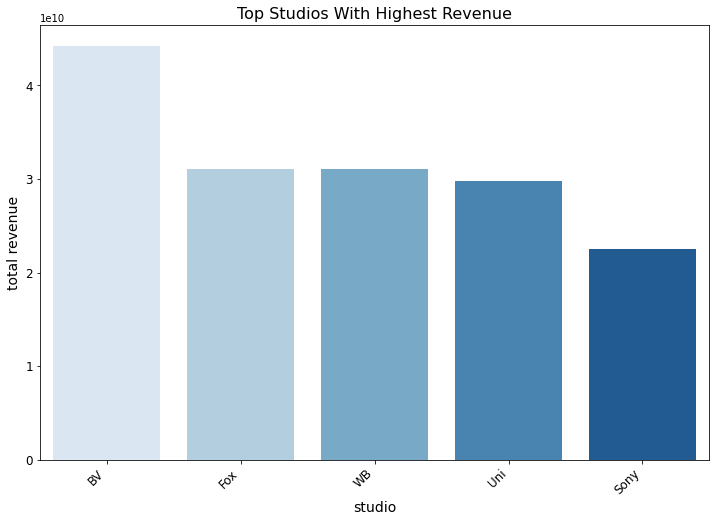 Top Studios With Highest Revenue
1e10
4
3
2
1
0
total revenue
BV
Fox
WB
Uni
Sony
studio